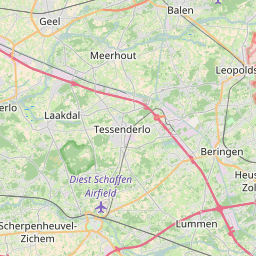 Balen
Geel
Meerhout
Leopolds
erlo
Laakdal
Tessenderlo
Beringen
Diest Schaffen
Airfield
Heus
Zol
Scherpenheuvel-
Zichem
Lummen